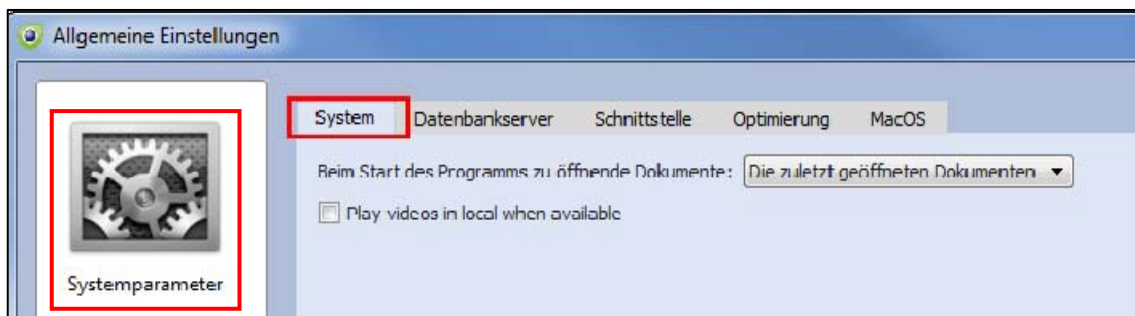 Allgemeine Einstellungen
System Datenbankserver Schnittstelle Optimierung MacOS
Beim Start des Programms zu öffnende Dokumente: Die zuletzt geöffneten Dokumenten
Play videos in local when available
Systemparameter